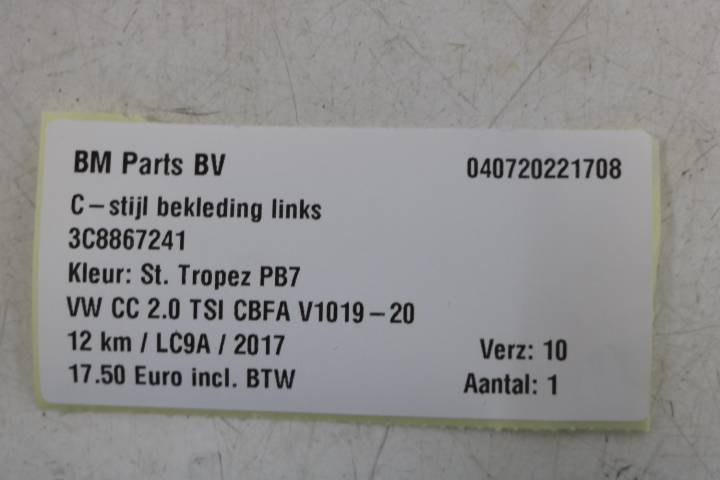 BM Parts BV 040720221708
C-stijl bekleding links
3C8867241
Kleur: St. Tropez PB7
VW CC 2.0 TSI CBFA V1019-20
12 km / LC9A / 2017 Verz: 10
17.50 Euro incl. BTW Aantal: 1